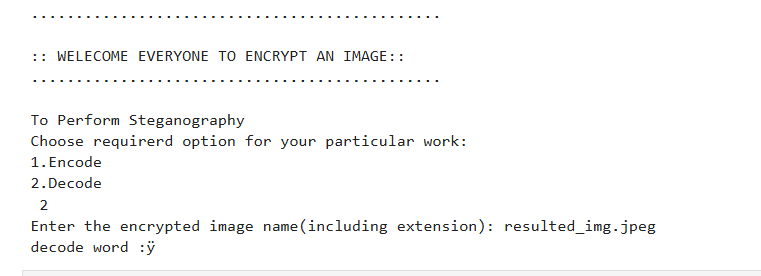 ..............................................
:: WELECOME EVERYONE TO ENCRYPT AN IMAGE::
..............................................
To Perform Steganography
Choose requirerd option for your particular work:
1.Encode
2.Decode
2
Enter the encrypted image name(including extension): resulted_img.jpeg
decode word :ÿ